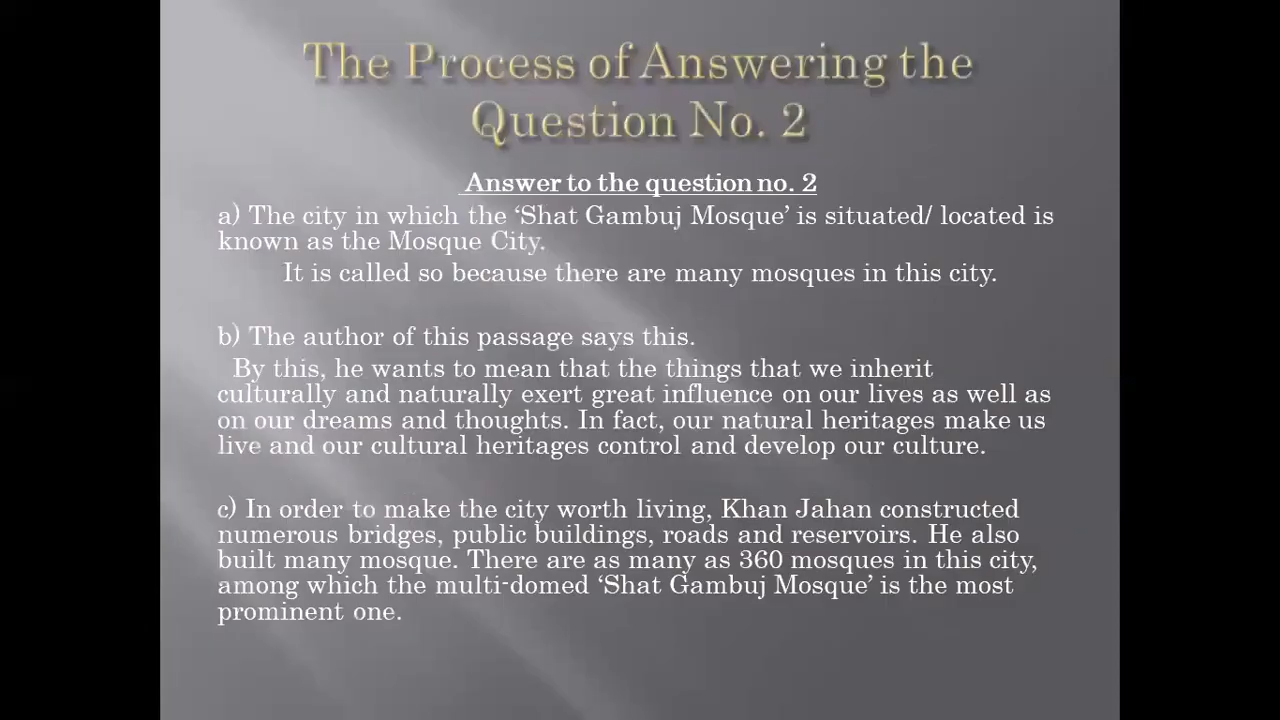 The Process of Answering the
Question No. 2
Answer to the question no. 2
a) The city in which the ‘Shat Gambuj Mosque’ is situated/ located is
known as the Mosque City.
It is called so because there are many mosques in this city.
b) The author of this passage says this.
By this, he wants to mean that the things that we inherit
culturally and naturally exert great influence on our lives as well as
on our dreams and thoughts. In fact, our natural heritages make us
live and our cultural heritages control and develop our culture.
c) In order to make the city worth living, Khan Jahan constructed
numerous bridges, public buildings, roads and reservoirs. He also
built many mosque. There are as many as 360 mosques in this city,
among which the multi-domed ‘Shat Gambuj Mosque’ is the most
prominent one.